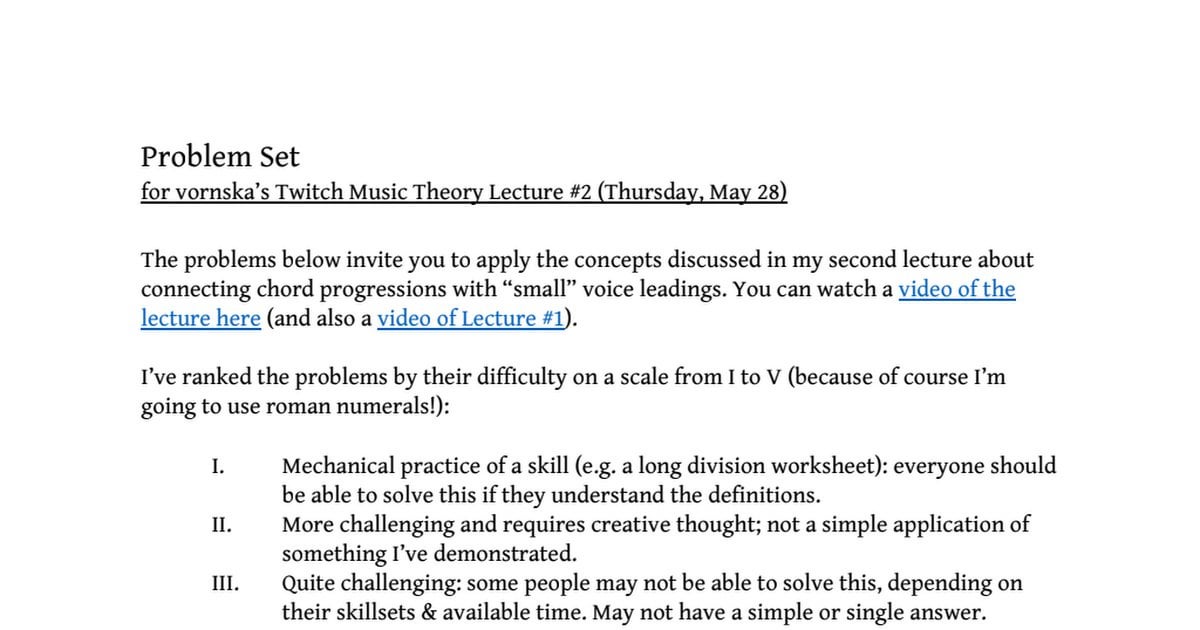 Problem Set
for vornska’s Twitch Music Theory Lecture #2 (Thursday, May 28)
The problems below invite you to apply the concepts discussed in my second lecture about
connecting chord progressions with “small” voice leadings. You can watch a video of the
lecture here (and also a video of Lecture #1).
I’ve ranked the problems by their difficulty on a scale from I to V (because of course I’m
going to use roman numerals!):
I. Mechanical practice of a skill (e.g. a long division worksheet): everyone should
be able to solve this if they understand the definitions.
II. More challenging and requires creative thought; not a simple application of
something I’ve demonstrated.
III. Quite challenging: some people may not be able to solve this, depending on
their skillsets & available time. May not have a simple or single answer.